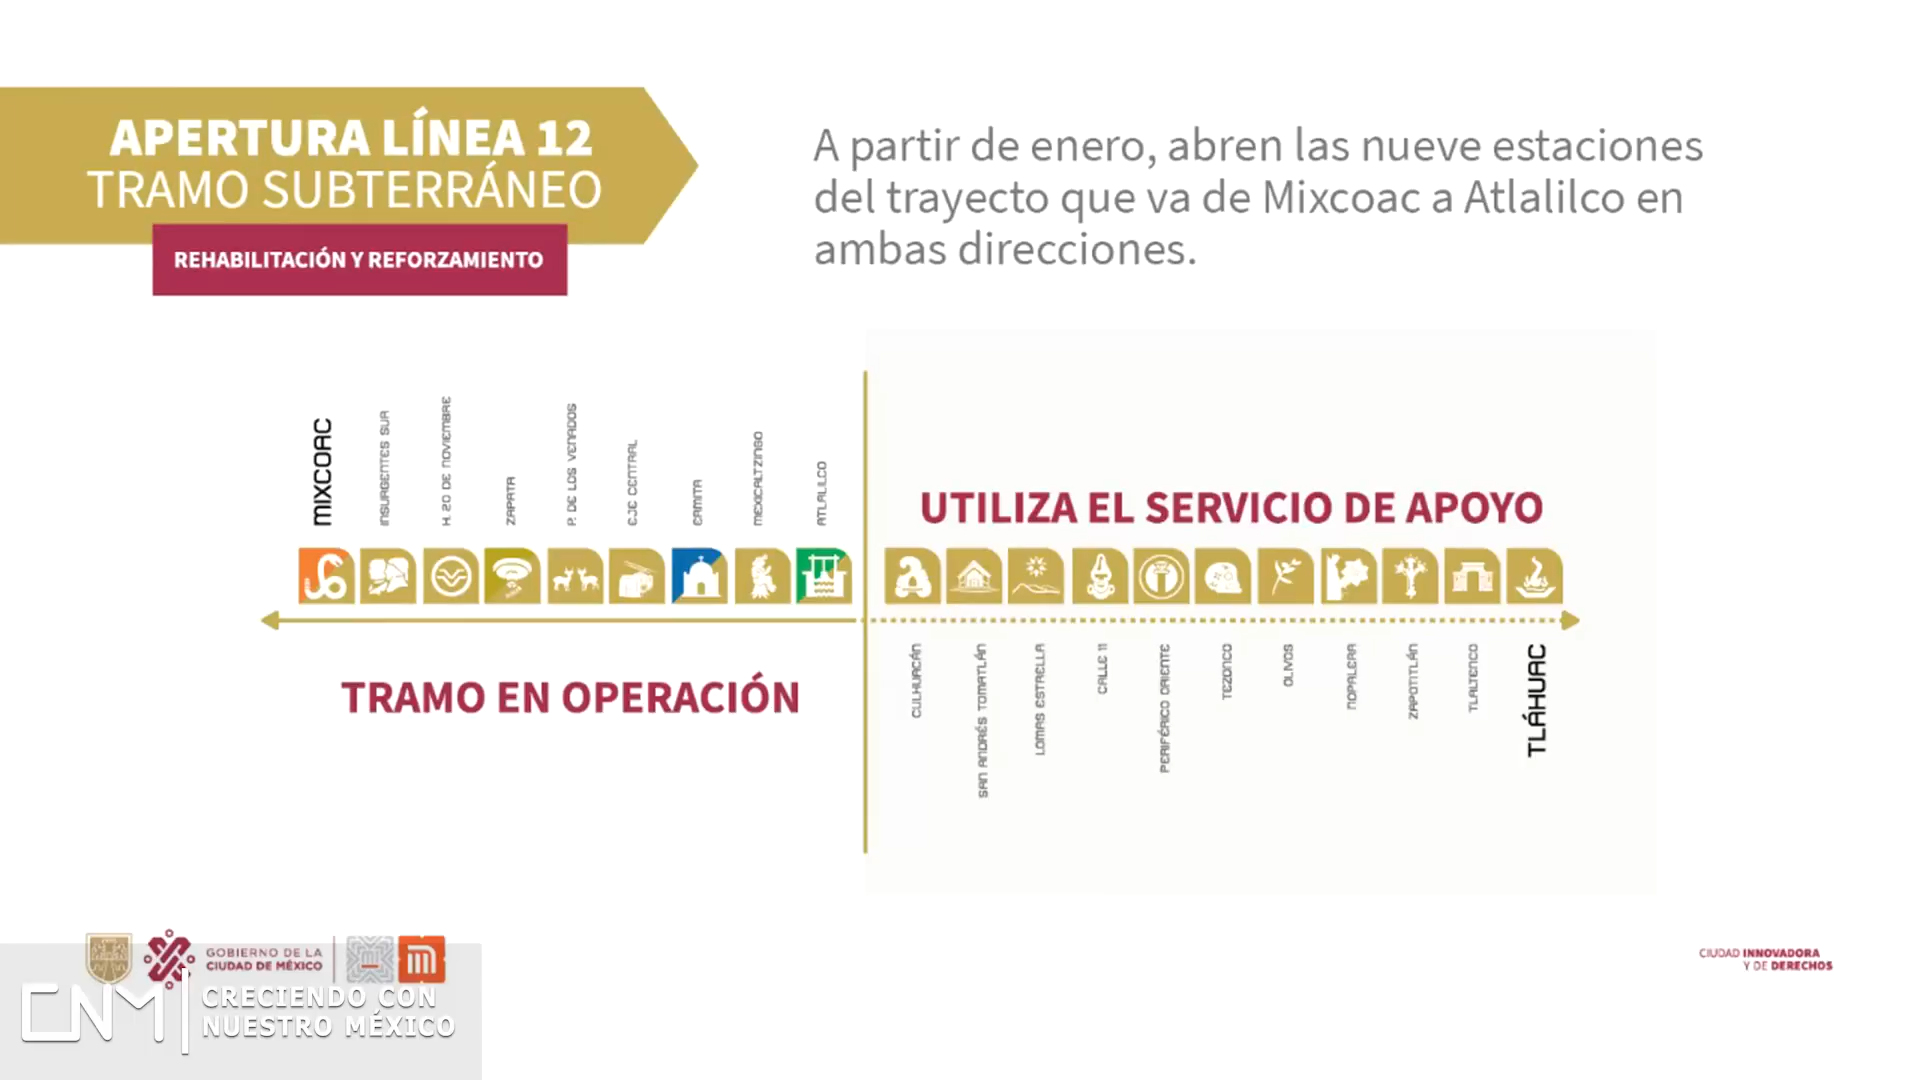 APERTURA LÍNEA 12
TRAMO SUBTERRÁNEO
REHABILITACIÓN Y REFORZAMIENTO
A partir de enero, abren las nueve estaciones
del trayecto que va de Mixcoac a Atlalilco en
ambas direcciones.
MIXCOAC
INSURGENTES SUR
H. 20 DE NOVIEMBRE
ZAPATA
P. DE LOS VENADOS
EJE CENTRAL
ERMITA
MEXICALTZINGO
ATLALILCO
UTILIZA EL SERVICIO DE APOYO
TRAMO EN OPERACIÓN
CULHUACÁN
SAN ANDRÉS TOMATLÁN
LOMAS ESTRELLA
CALLE 11
PERIFÉRICO ORIENTE
TEZONCO
OLIVOS
NOPALERA
ZAPOTITLÁN
TLALTENCO
TLÁHUAC
GOBIERNO DE LA
CIUDAD DE MÉXICO
CNM
CRECIENDO CON
NUESTRO MÉXICO
CIUDAD INNOVADORA
Y DE DERECHOS